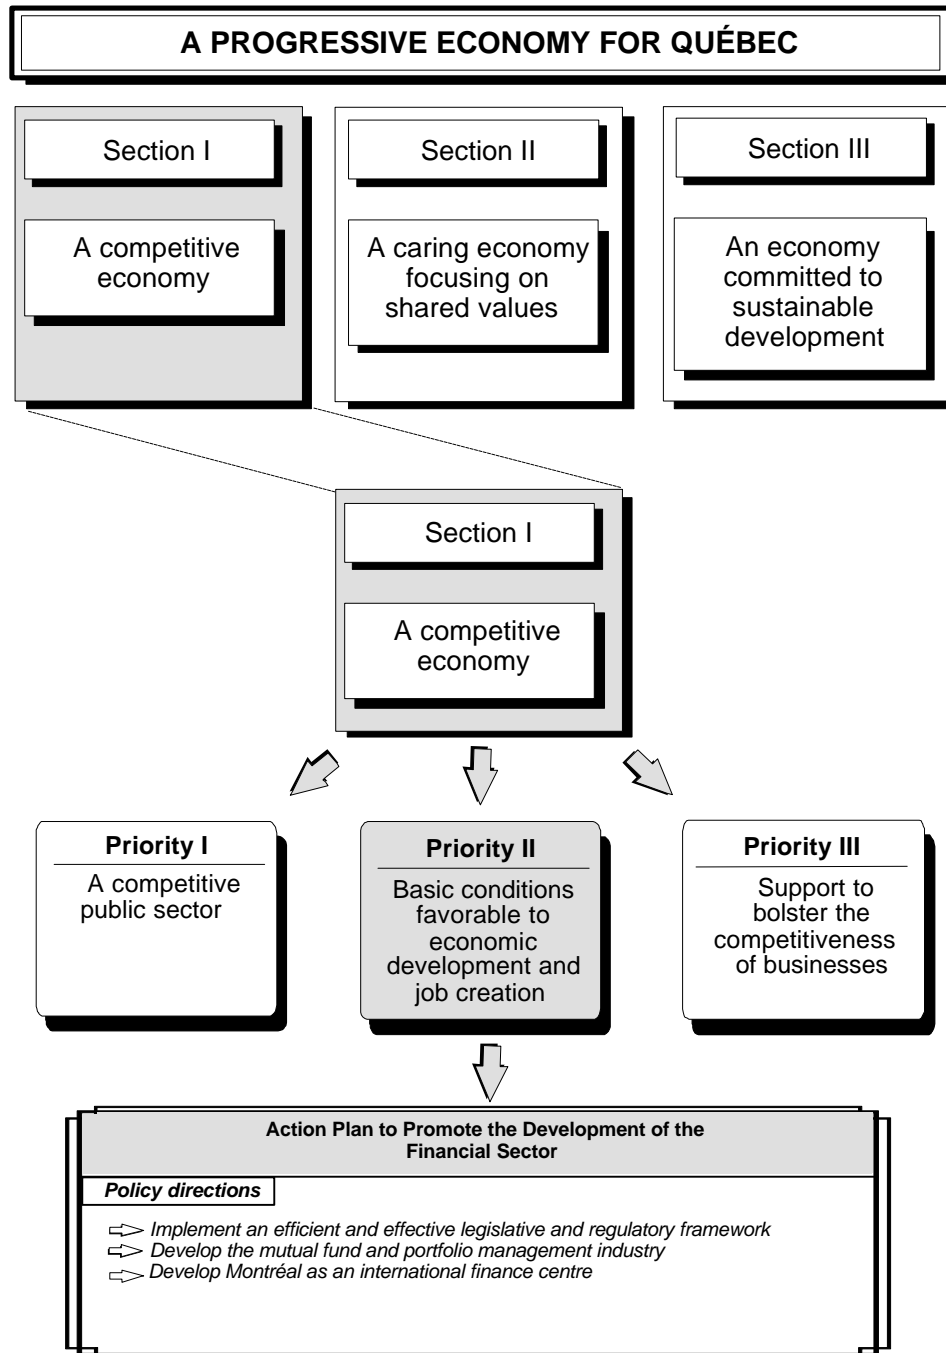 A PROGRESSIVE ECONOMY FOR QUÉBEC
Section I
A competitive
economy
Section II
A caring economy
focusing on
shared values
Section III
An economy
committed to
sustainable
development
Section I
A competitive
economy
Priority I
A competitive
public sector
Priority II
Basic conditions
favorable to
economic
development and
job creation
Priority III
Support to
bolster the
competitiveness
of businesses
Action Plan to Promote the Development of the
Financial Sector
Policy directions
Implement an efficient and effective legislative and regulatory framework
Develop the mutual fund and portfolio management industry
Develop Montréal as an international finance centre